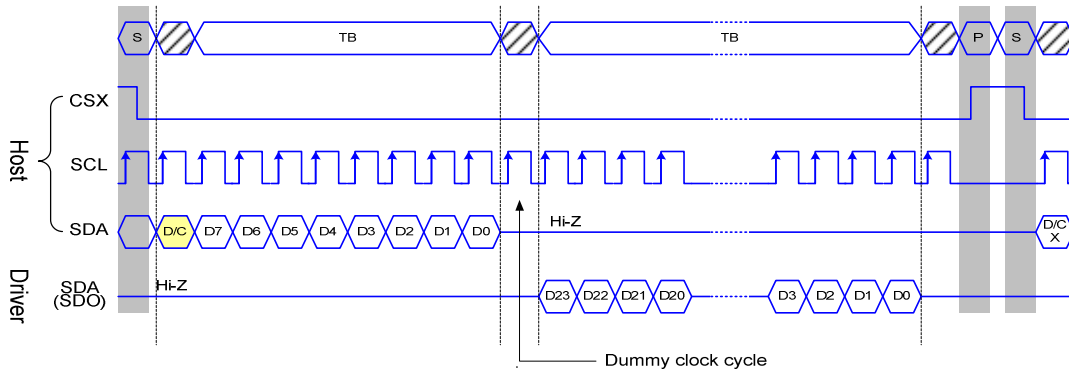 S TB TB P S
CSX
SCL
Host
SDA D/C D7 D6 D5 D4 D3 D2 D1 D0 Hi-Z D/C X
Driver
SDA (SDO) Hi-Z D23 D22 D21 D20 D3 D2 D1 D0
Dummy clock cycle